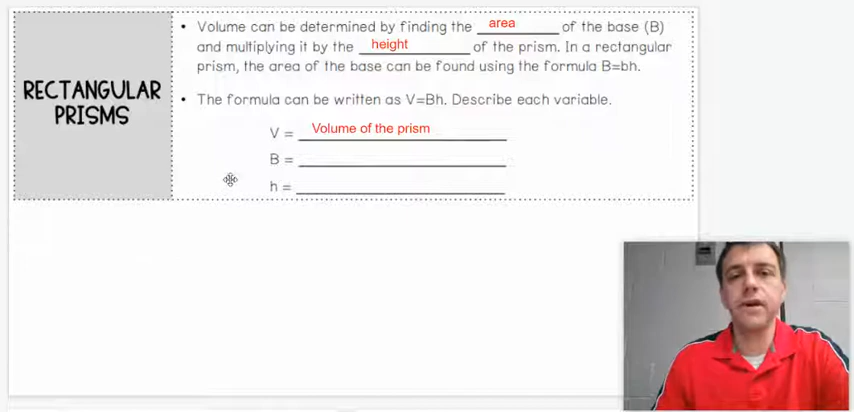 RECTANGULAR
PRISMS
• Volume can be determined by finding the area of the base (B)
and multiplying it by the height of the prism. In a rectangular
prism, the area of the base can be found using the formula B=bh.
• The formula can be written as V=Bh. Describe each variable.
V = Volume of the prism
B =
h =